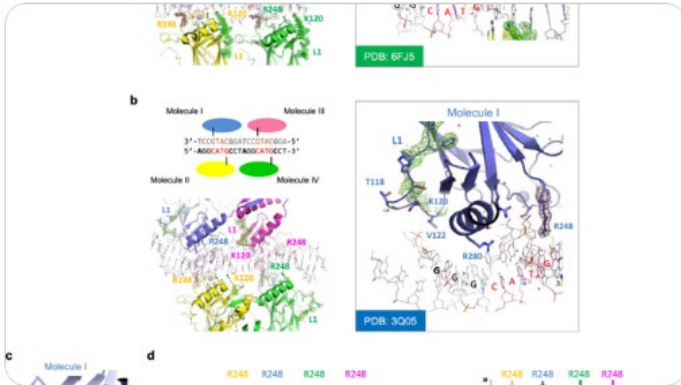 R248
K120
R248
K120
L1
L1
G G C A T G
PDB: 6FJ5
b
Molecule I
Molecule III
3'-TCCGTACGGATCCGTACGGA-5'
5'-AGGCATGCCTAGGCATGCCT-3'
Molecule II
Molecule IV
L1
R248
L1
K120
R248
R248
K120
R248
L1
Molecule I
L1
T118
K120
V122
R280
R248
G G G C A T G
PDB: 3Q05
c
Molecule I
d
R248 R248 R248 R248
R248 R248 R248 R248